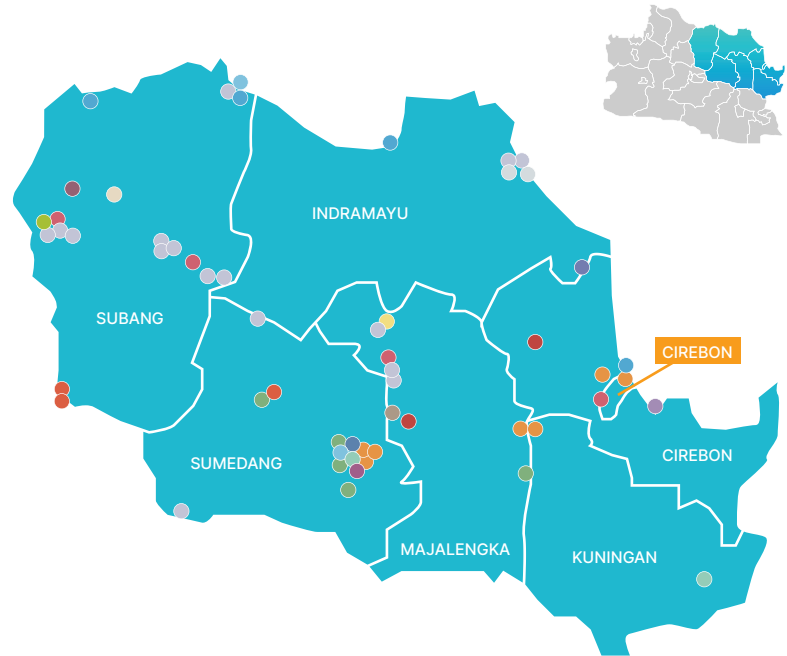 INDRAMAYU
SUBANG
CIREBON
CIREBON
SUMEDANG
MAJALENGKA
KUNINGAN